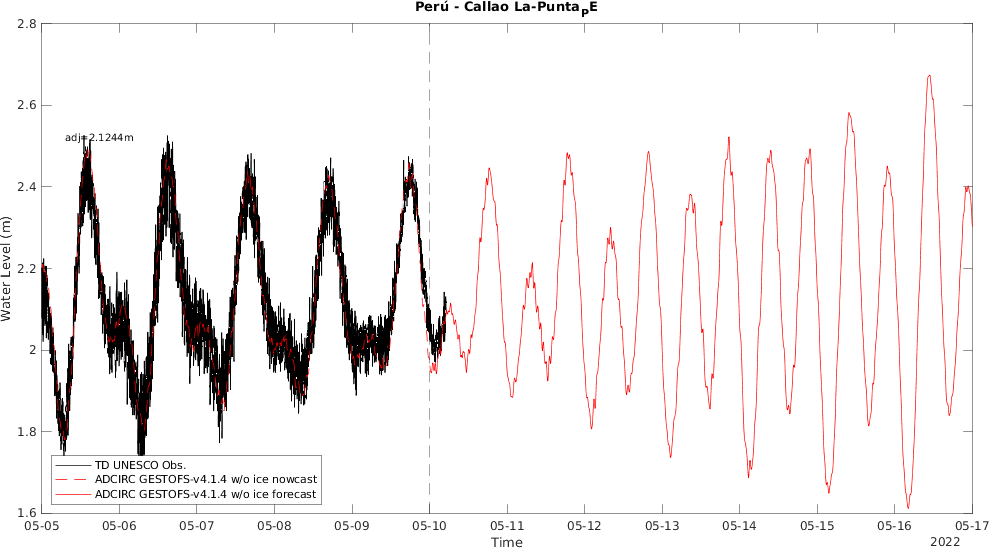 Perú - Callao La-PuntaPE
2.8
2.6
2.4
2.2
2
1.8
1.6
Water Level (m)
adj=2.1244m
TD UNESCO Obs.
ADCIRC GESTOFS-v4.1.4 w/o ice nowcast
ADCIRC GESTOFS-v4.1.4 w/o ice forecast
05-05 05-06 05-07 05-08 05-09 05-10 05-11 05-12 05-13 05-14 05-15 05-16 05-17
Time
2022